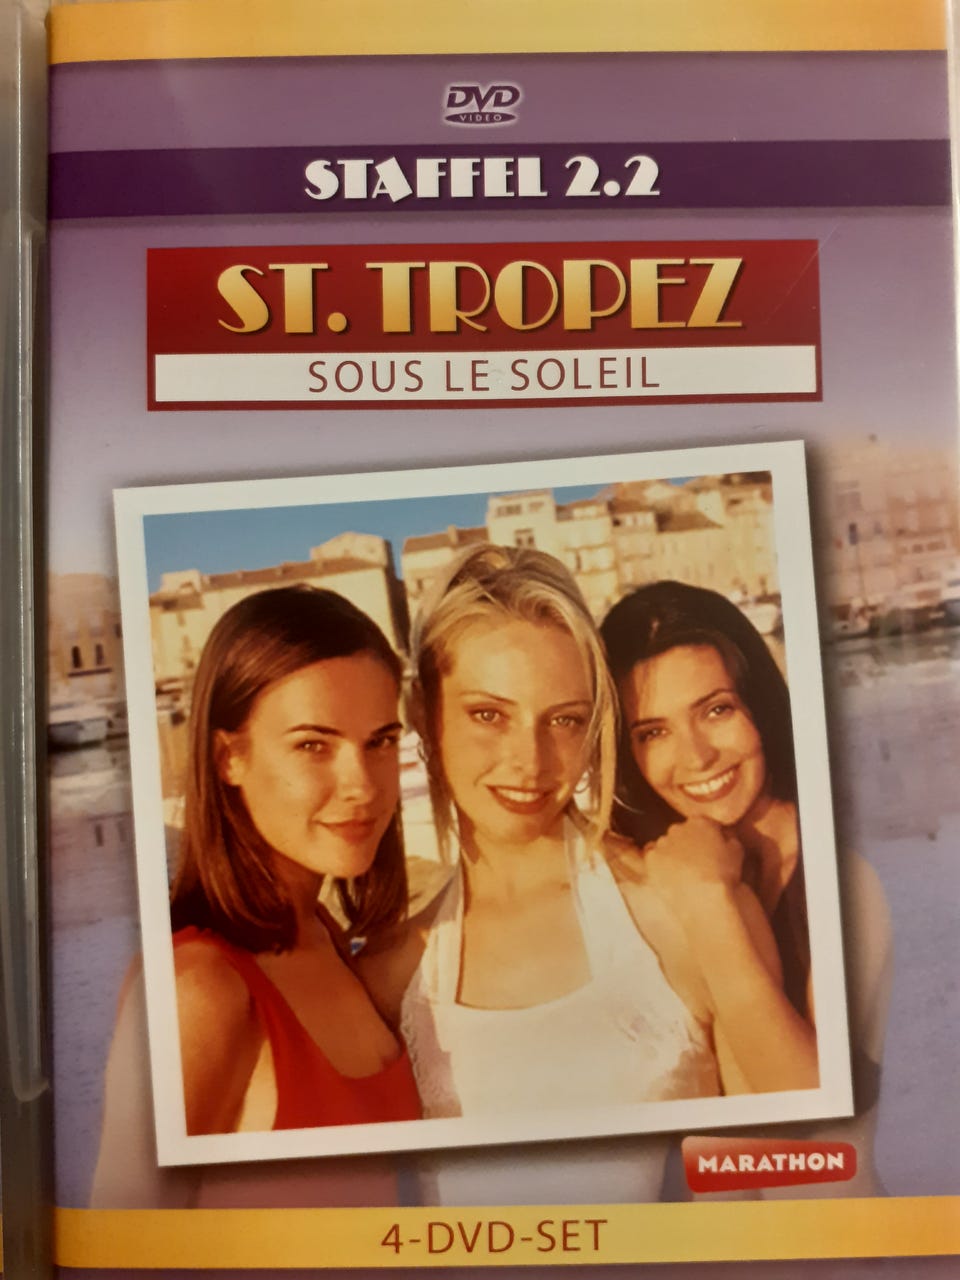 DVD
VIDEO
STAFFEL 2.2
ST. TROPEZ
SOUS LE SOLEIL
MARATHON
4-DVD-SET